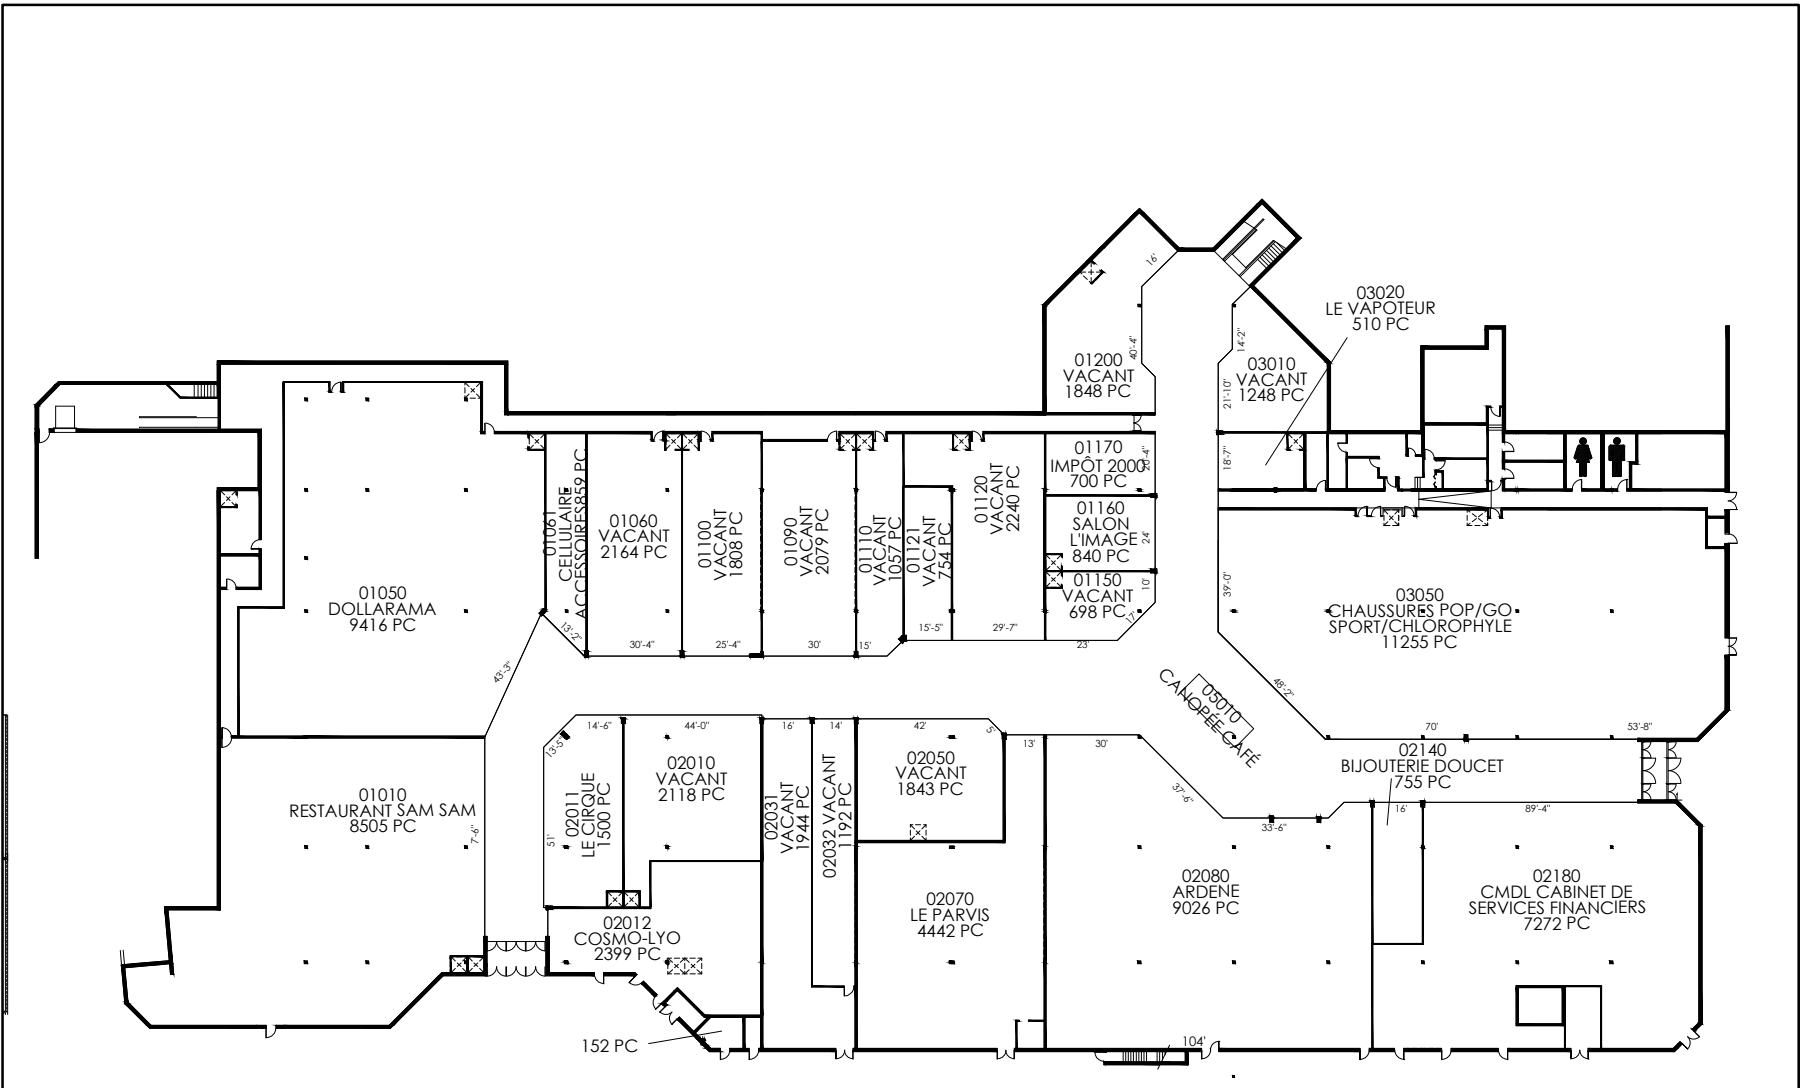 03020
LE VAPOTEUR
510 PC
16'
40'-4"
14'-2"
01200
VACANT
1848 PC
03010
VACANT
1248 PC
21'-10"
01061
CELLULAIRE
ACCESSOIRES859 PC
01060
VACANT
2164 PC
01100
VACANT
1808 PC
01090
VACANT
2079 PC
01110
VACANT
1057 PC
01121
VACANT
754 PC
01120
VACANT
2240 PC
01170
IMPÔT 2000
700 PC
20'-4"
18'-7"
01160
SALON
L'IMAGE
840 PC
24'
01150
VACANT
698 PC
10'
17'
39'-0"
01050
DOLLARAMA
9416 PC
03050
CHAUSSURES POP/GO
SPORT/CHLOROPHYLE
11255 PC
13'-2"
30'-4"
25'-4"
30'
15'
15'-5"
29'-7"
23'
43'-3"
48'-2"
05010
CANOPÉE CAFÉ
14'-6"
44'-0"
16'
14'
42'
5'
13'
30'
70'
53'-8"
13'-5"
02140
BIJOUTERIE DOUCET
755 PC
01010
RESTAURANT SAM SAM
8505 PC
7'-6"
51'
02011
LE CIRQUE
1500 PC
02010
VACANT
2118 PC
02031
VACANT
1944 PC
02032 VACANT
1192 PC
02050
VACANT
1843 PC
37'-6"
33'-6"
16'
89'-4"
02080
ARDENE
9026 PC
02180
CMDL CABINET DE
SERVICES FINANCIERS
7272 PC
02070
LE PARVIS
4442 PC
02012
COSMO-LYO
2399 PC
152 PC
104'